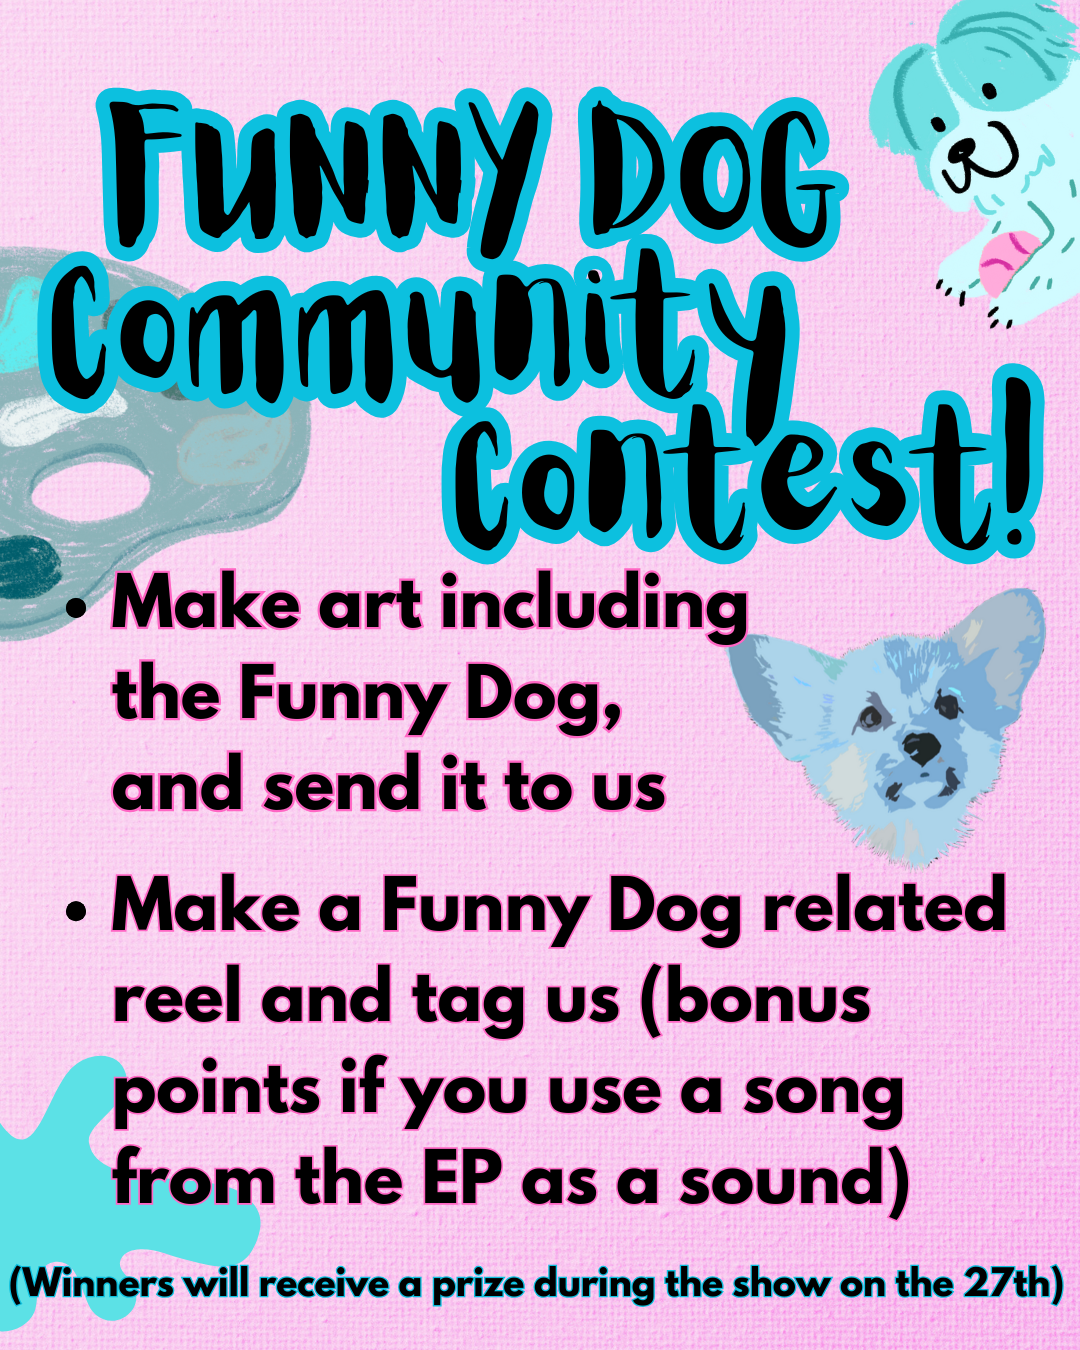 Funny Dog
Community
Contest!
• Make art including
the Funny Dog,
and send it to us
• Make a Funny Dog related
reel and tag us (bonus
points if you use a song
from the EP as a sound)
(Winners will receive a prize during the show on the 27th)